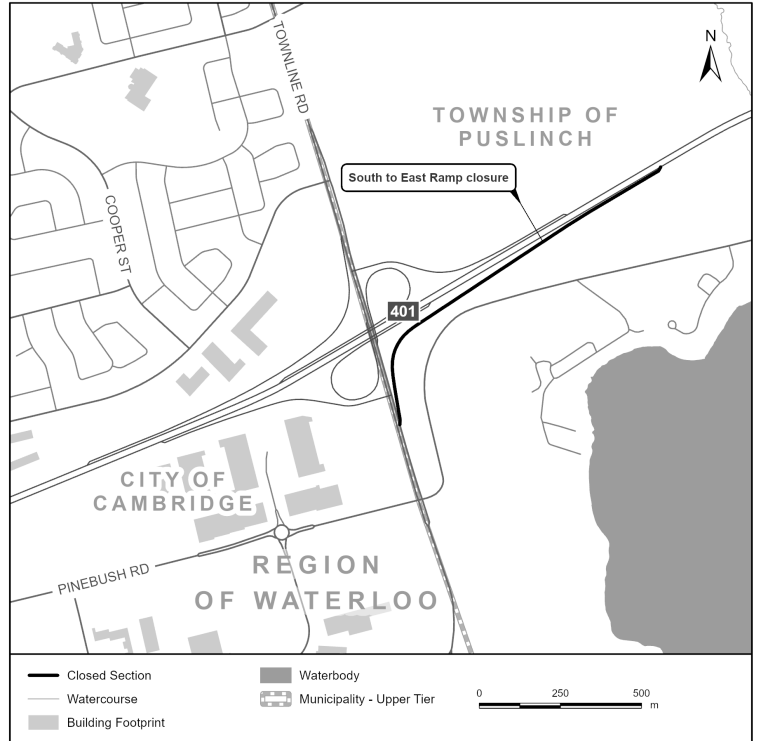 N
TOWNLINE RD
TOWNSHIP OF
PUSLINCH
South to East Ramp closure
COOPER ST
401
CITY OF
CAMBRIDGE
REGION
OF WATERLOO
PINEBUSH RD
Closed Section
Watercourse
Building Footprint
Waterbody
Municipality - Upper Tier
0 250 500
m